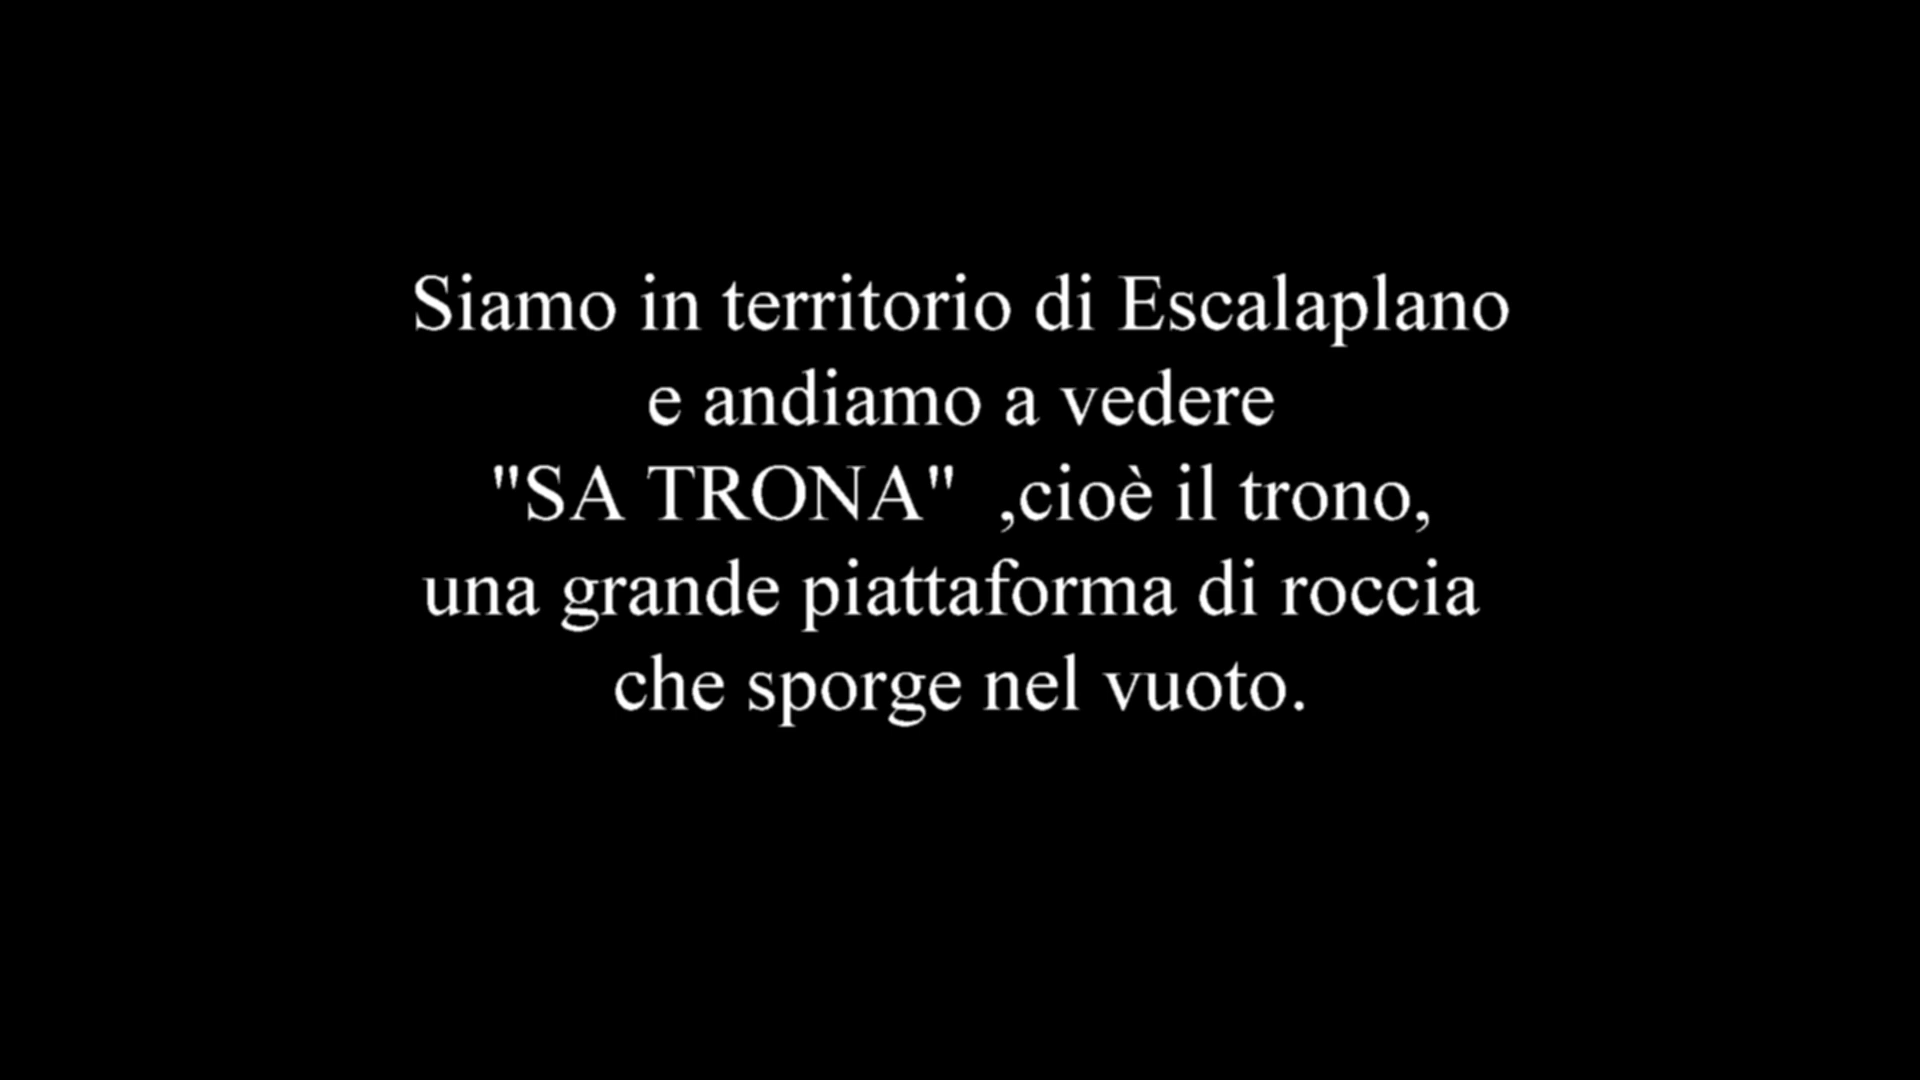 Siamo in territorio di Escalaplano
e andiamo a vedere
"SA TRONA"  ,cioè il trono,
una grande piattaforma di roccia
che sporge nel vuoto.